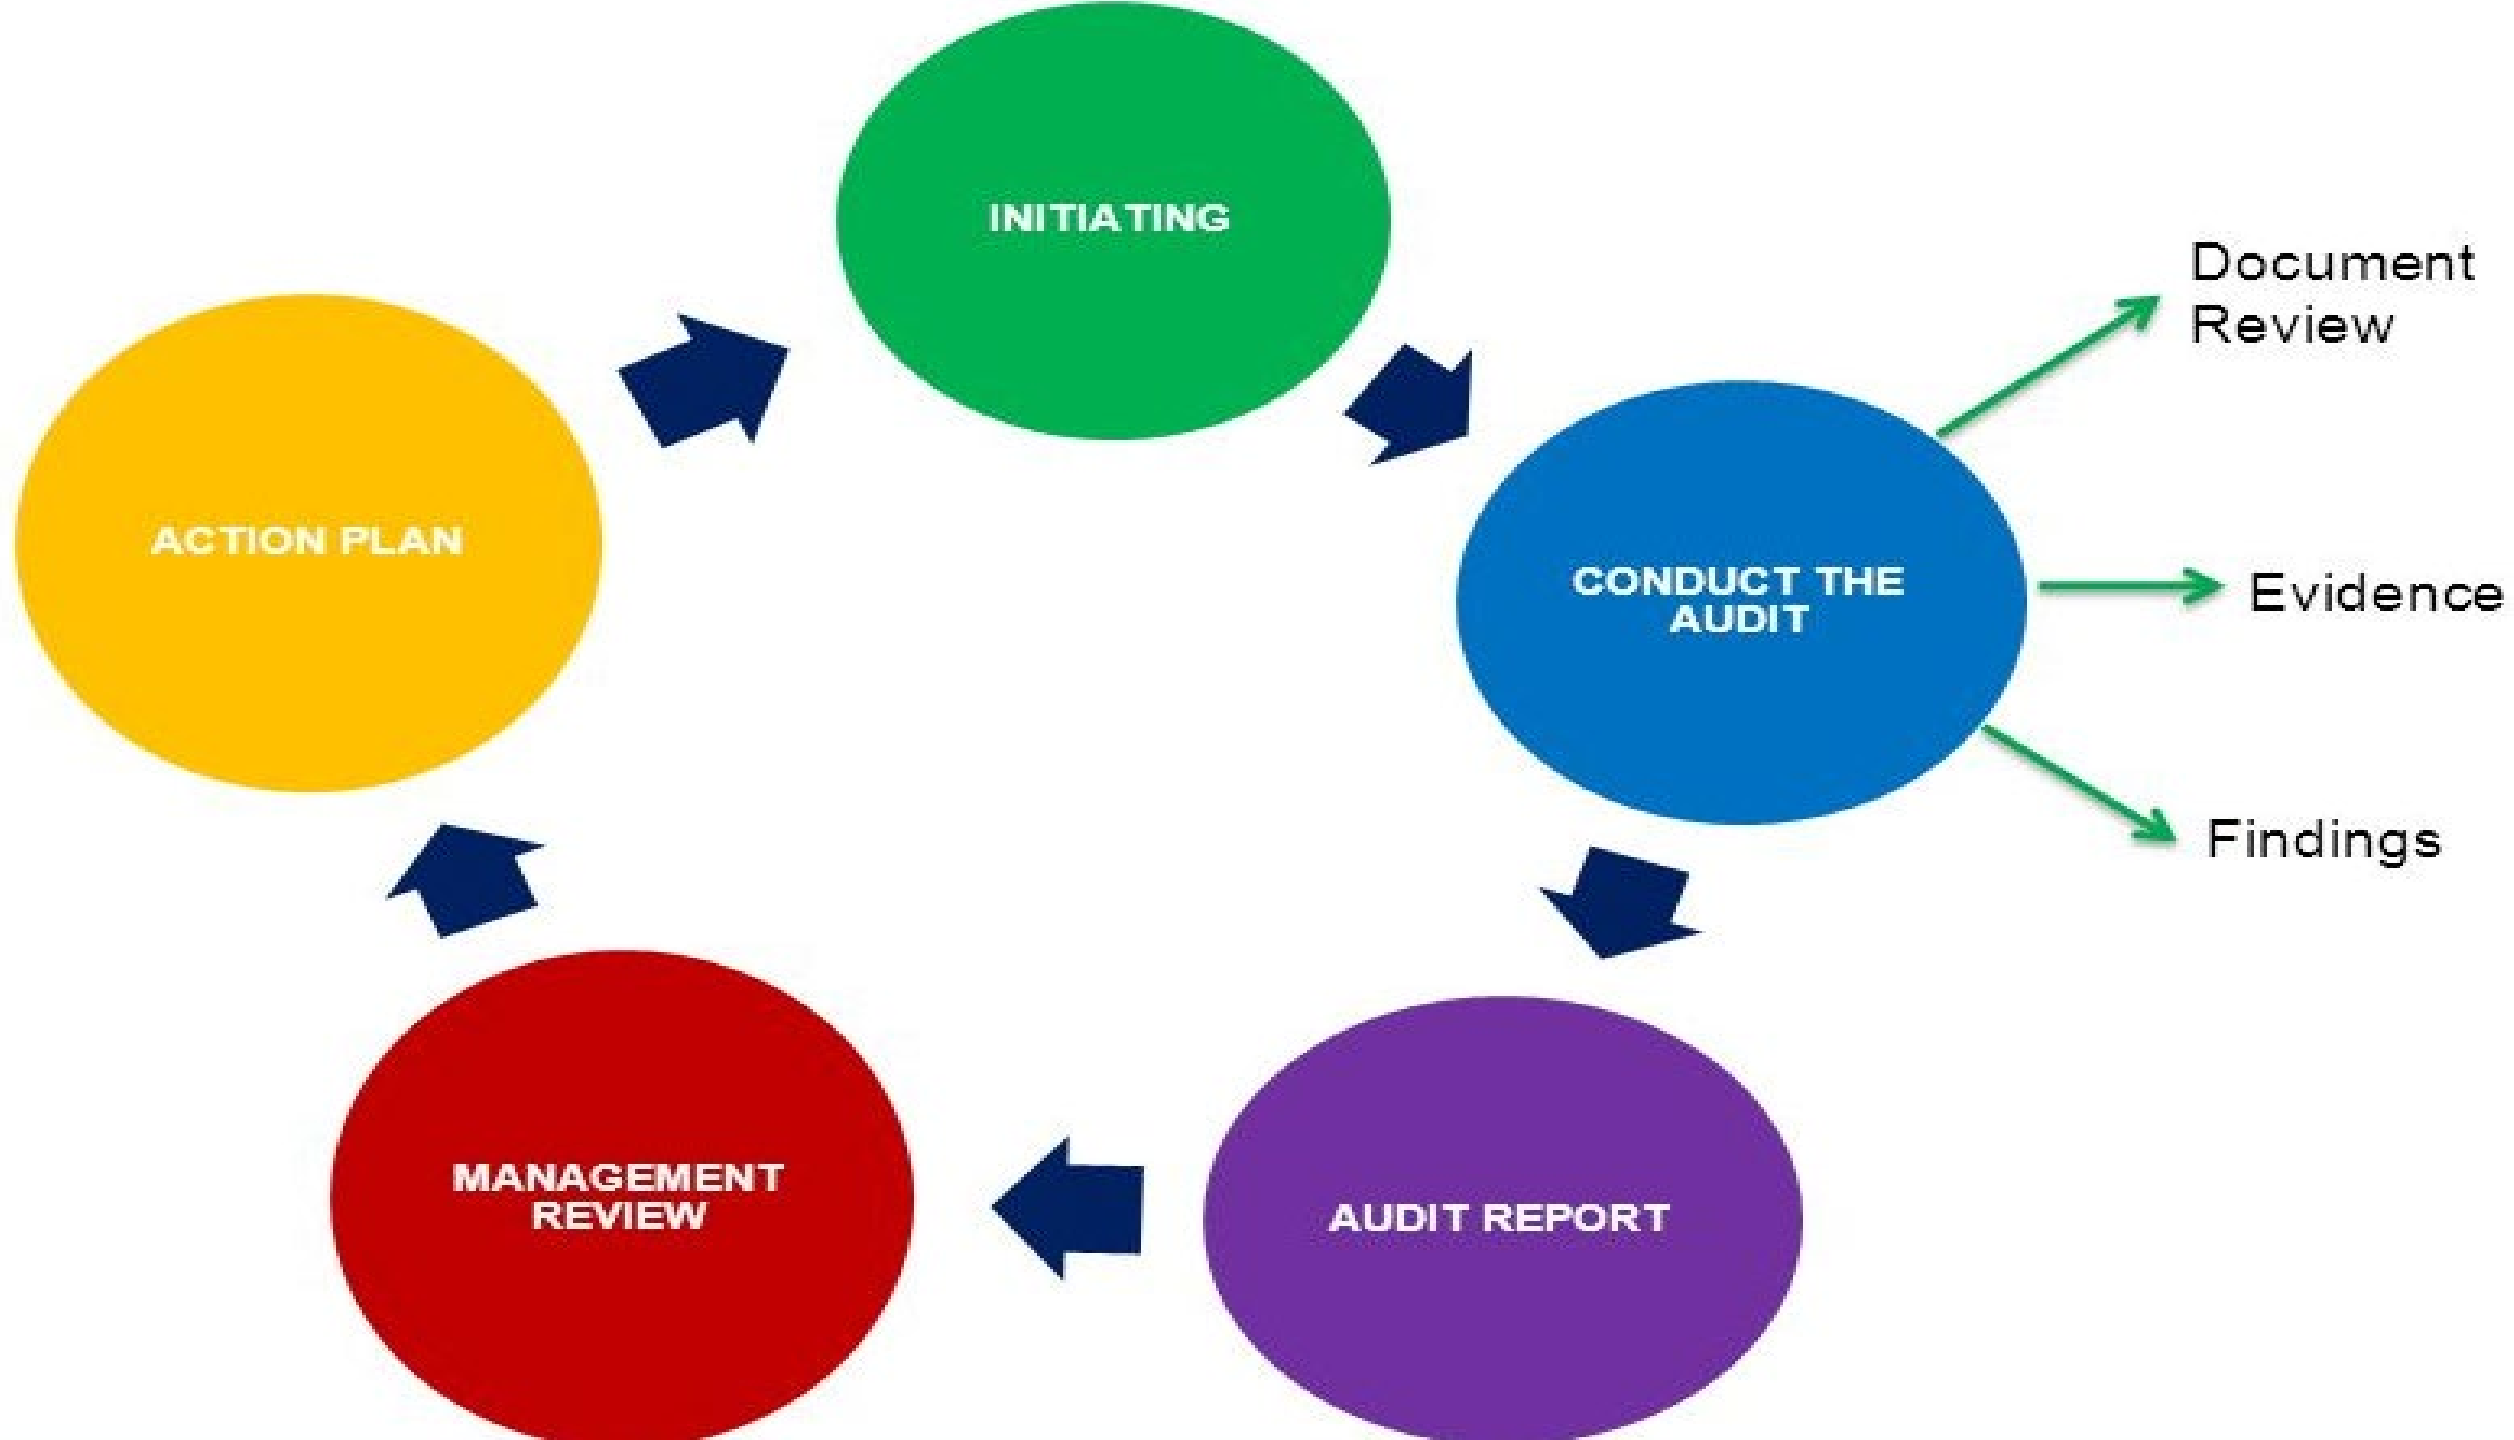 INITIATING
Document
Review
CONDUCT THE
AUDIT
Evidence
Findings
AUDIT REPORT
MANAGEMENT
REVIEW
ACTION PLAN